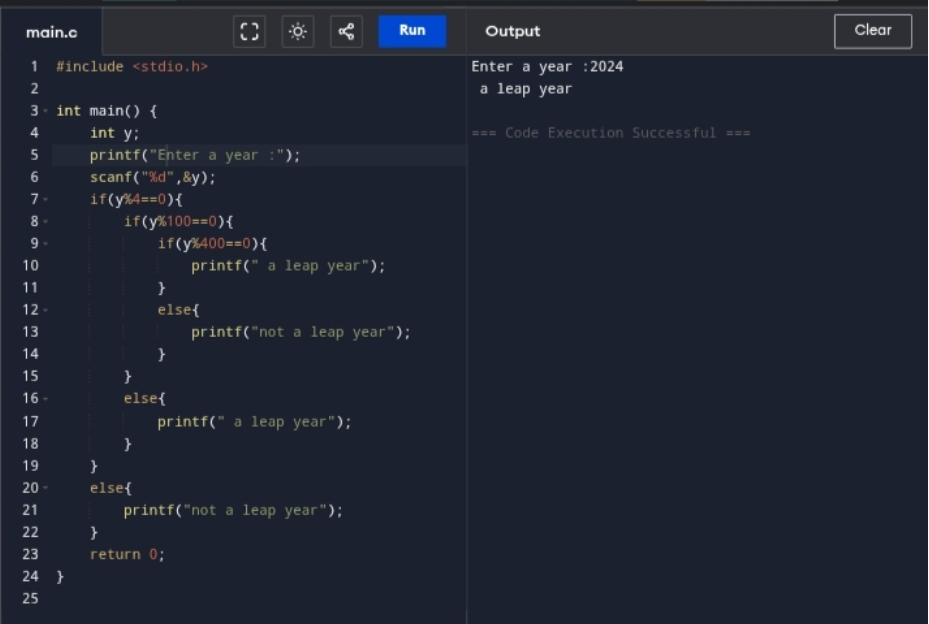 main.c
Run
Output
Clear
1 #include <stdio.h>
2
3 int main() {
4     int y;
5     printf("Enter a year :");
6     scanf("%d",&y);
7     if(y%4==0){
8         if(y%100==0){
9             if(y%400==0){
10                 printf(" a leap year");
11             }
12             else{
13                 printf("not a leap year");
14             }
15         }
16         else{
17             printf(" a leap year");
18         }
19     }
20     else{
21         printf("not a leap year");
22     }
23     return 0;
24 }
25
Enter a year :2024
 a leap year
=== Code Execution Successful ===